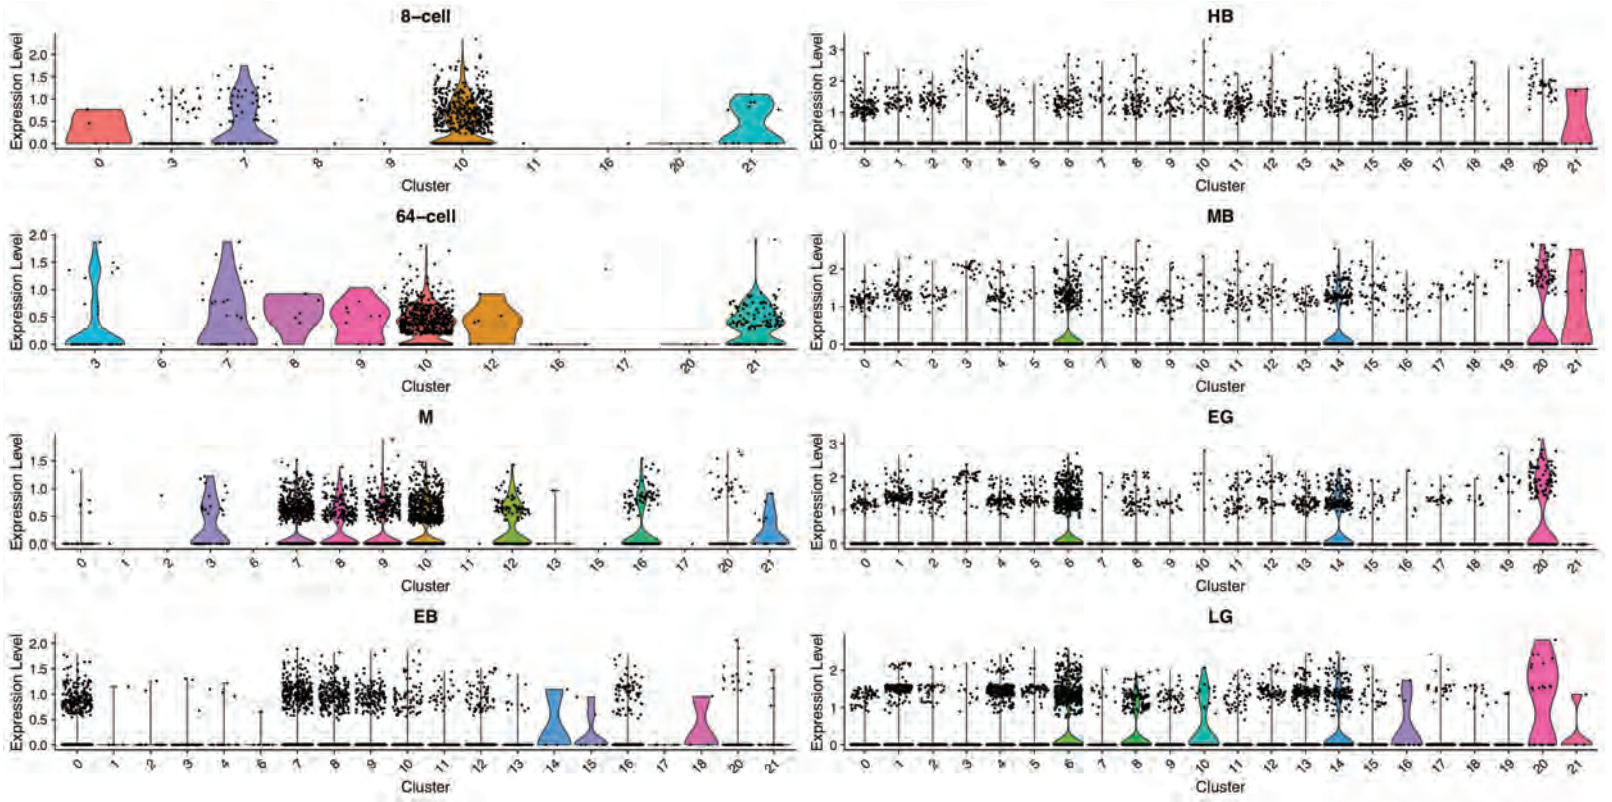 8-cell
Expression Level
2.0
1.5
1.0
0.5
0.0
0 3 7 8 9 10 11 16 20 21
Cluster
HB
Expression Level
3
2
1
0
0 1 2 3 4 5 6 7 8 9 10 11 12 13 14 15 16 17 18 19 20 21
Cluster
64-cell
Expression Level
2.0
1.5
1.0
0.5
0.0
3 6 7 8 9 10 12 16 17 20 21
Cluster
MB
Expression Level
2
1
0
0 1 2 3 4 5 6 7 8 9 10 11 12 13 14 15 16 17 18 19 20 21
Cluster
M
Expression Level
1.5
1.0
0.5
0.0
0 1 2 3 6 7 8 9 10 11 12 13 15 16 17 20 21
Cluster
EG
Expression Level
3
2
1
0
0 1 2 3 4 5 6 7 8 9 10 11 12 13 14 15 16 17 18 19 20 21
Cluster
EB
Expression Level
2.0
1.5
1.0
0.5
0.0
0 1 2 3 4 6 7 8 9 10 11 12 13 14 15 16 17 18 20 21
Cluster
LG
Expression Level
2
1
0
0 1 2 3 4 5 6 7 8 9 10 11 12 13 14 15 16 17 18 19 20 21
Cluster